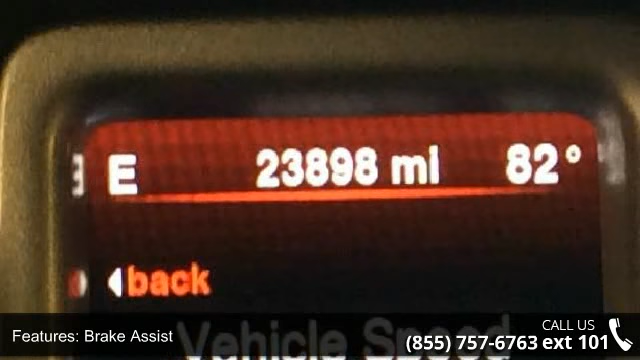 E 23898 mi 82°
back
Vehicle Speed
Features: Brake Assist
CALL US
(855) 757-6763 ext 101